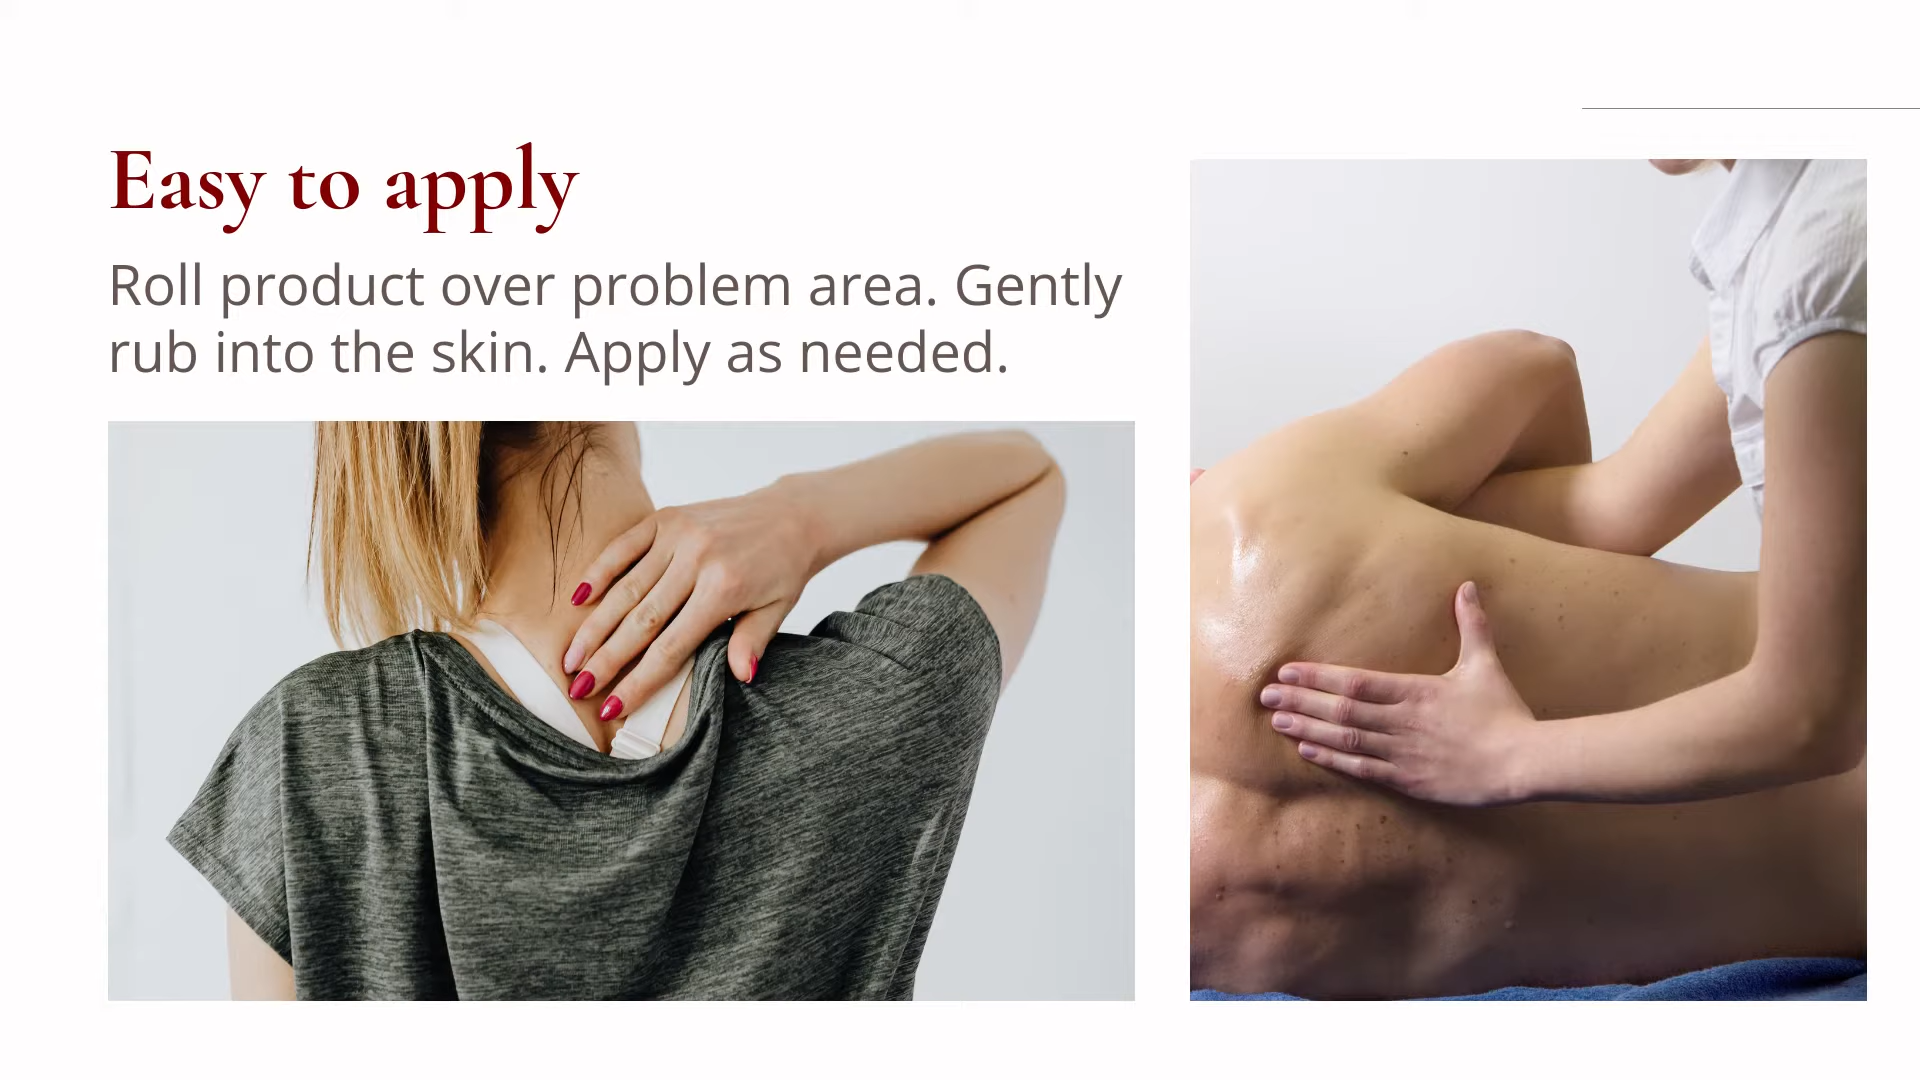 Easy to apply
Roll product over problem area. Gently
rub into the skin. Apply as needed.